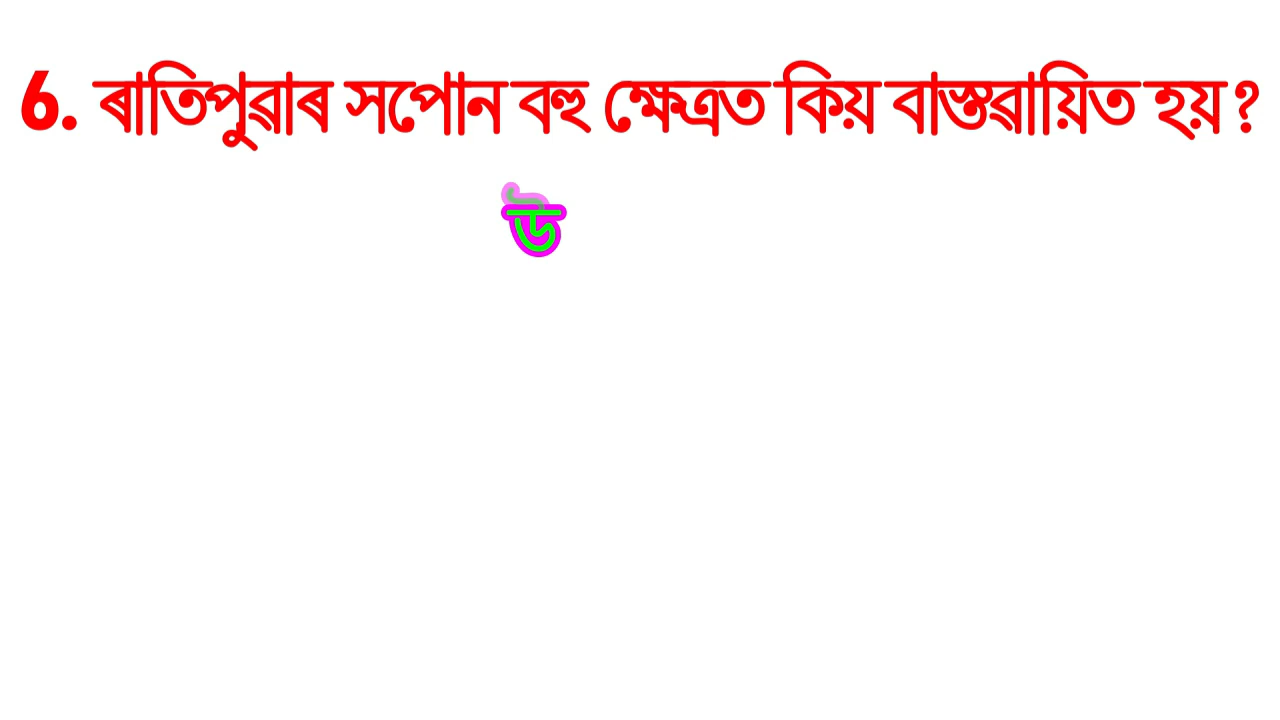 6. ৰাতিপুৱাৰ সপোন বহু ক্ষেত্ৰত কিয় বাস্তৱায়িত হয় ?
উ